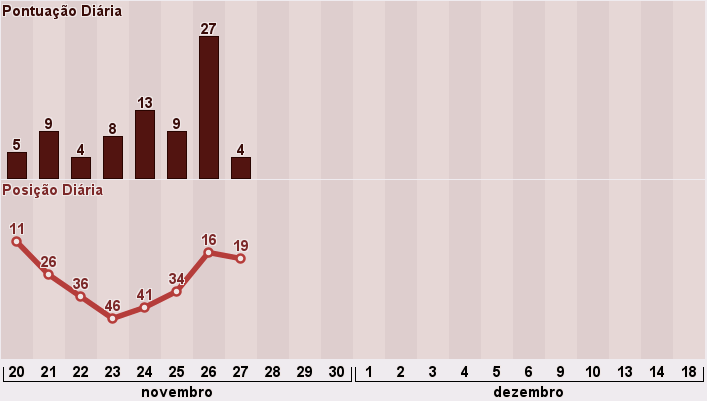 Pontuação Diária
5 9 4 8 13 9 27 4
Posição Diária
11 26 36 46 41 34 16 19
20 21 22 23 24 25 26 27 28 29 30 1 2 3 4 5 6 9 10 13 14 18
novembro dezembro